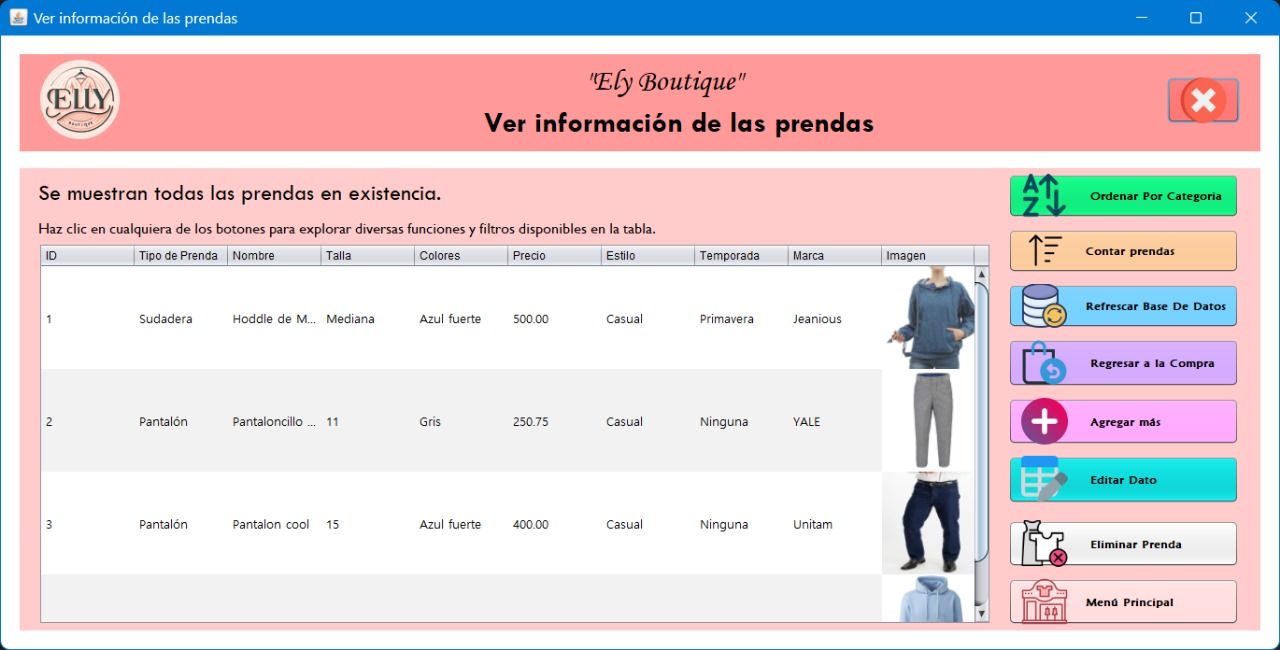 Ver información de las prendas
ELLY
BOUTIQUE
"Ely Boutique"
Ver información de las prendas
Se muestran todas las prendas en existencia.
Haz clic en cualquiera de los botones para explorar diversas funciones y filtros disponibles en la tabla.
ID Tipo de Prenda Nombre Talla Colores Precio Estilo Temporada Marca Imagen
1 Sudadera Hoddle de M... Mediana Azul fuerte 500.00 Casual Primavera Jeanious
2 Pantalón Pantaloncillo ... 11 Gris 250.75 Casual Ninguna YALE
3 Pantalón Pantalon cool 15 Azul fuerte 400.00 Casual Ninguna Unitam
A
Z
Ordenar Por Categoria
Contar prendas
Refrescar Base De Datos
Regresar a la Compra
Agregar más
Editar Dato
Eliminar Prenda
Menú Principal